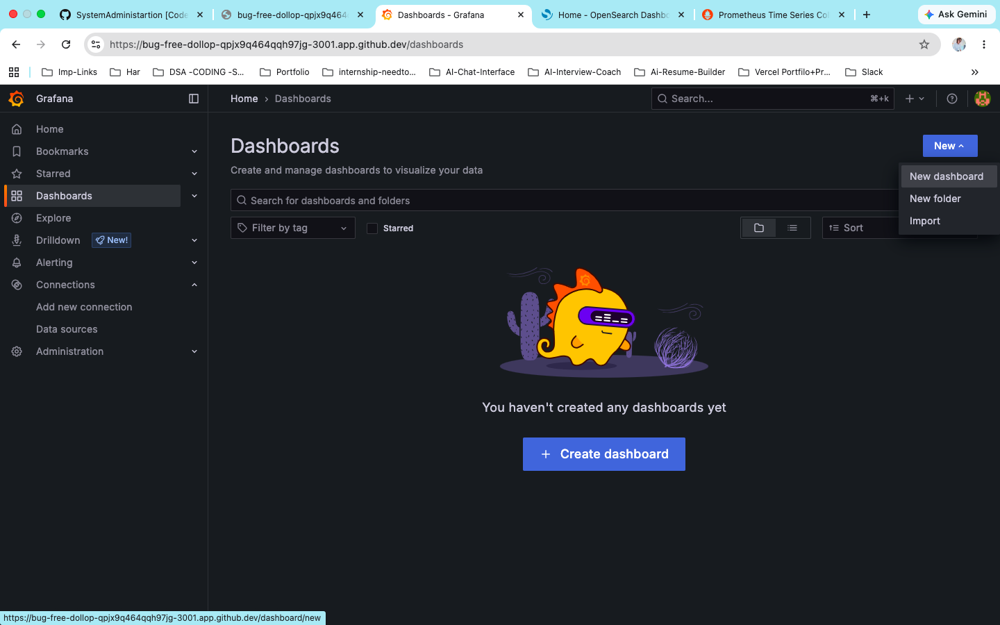 SystemAdministartion [Code
bug-free-dollop-qpjx9q464
Dashboards - Grafana
Home - OpenSearch Dashbo
Prometheus Time Series Col
Ask Gemini
https://bug-free-dollop-qpjx9q464qqh97jg-3001.app.github.dev/dashboards
Imp-Links
Har
DSA -CODING -S...
Portfolio
internship-needto...
AI-Chat-Interface
AI-Interview-Coach
Ai-Resume-Builder
Vercel Portfilo+Pr...
Slack
Grafana
Home › Dashboards
Search...
⌘+k
Home
Bookmarks
Starred
Dashboards
Explore
Drilldown
New!
Alerting
Connections
Add new connection
Data sources
Administration
Dashboards
Create and manage dashboards to visualize your data
New
New dashboard
New folder
Import
Search for dashboards and folders
Filter by tag
Starred
Sort
You haven't created any dashboards yet
Create dashboard
https://bug-free-dollop-qpjx9q464qqh97jg-3001.app.github.dev/dashboard/new